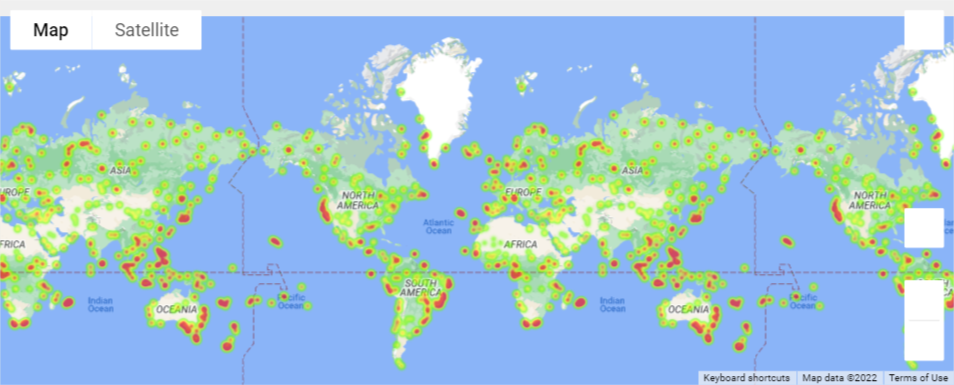 Map Satellite
ASIA
ASIA
EUROPE
NORTH
AMERICA
EUROPE
NORTH
AMERICA
Atlantic
Ocean
AFRICA
SOUTH
AMERICA
Indian
Ocean
OCEANIA
Pacific
Ocean
Indian
Ocean
OCEANIA
Pacific
Ocean
Keyboard shortcuts Map data ©2022 Terms of Use